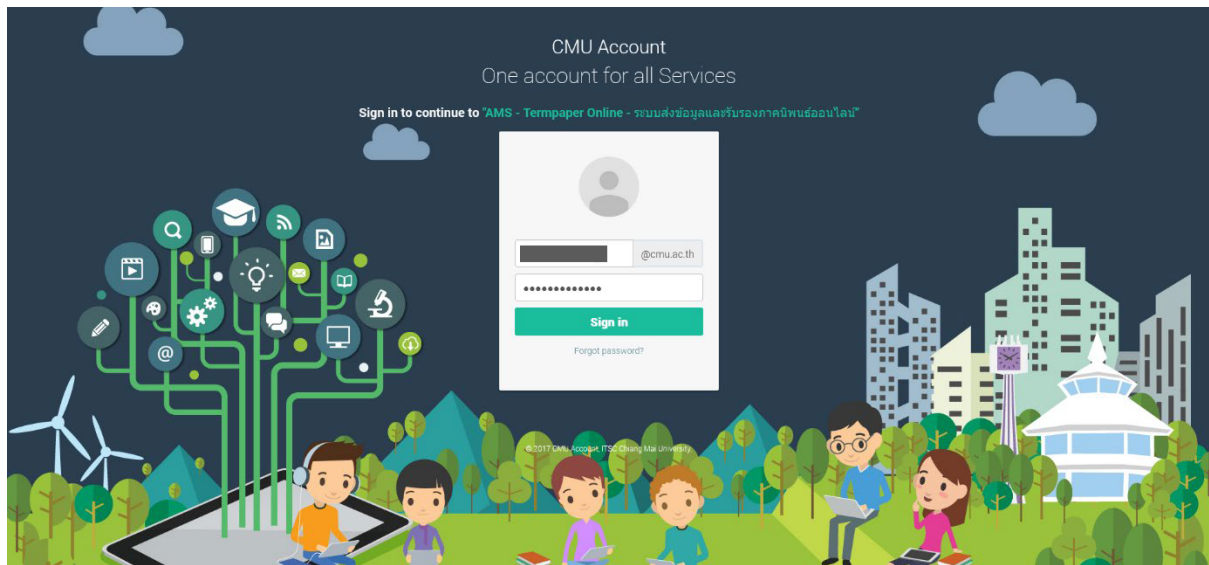 CMU Account
One account for all Services
Sign in to continue to "AMS - Termpaper Online - ระบบส่งข้อมูลและรับรองภาคนิพนธ์ออนไลน์"
@cmu.ac.th
Sign in
Forgot password?
© 2017 CMU Account, ITSC Chiang Mai University.